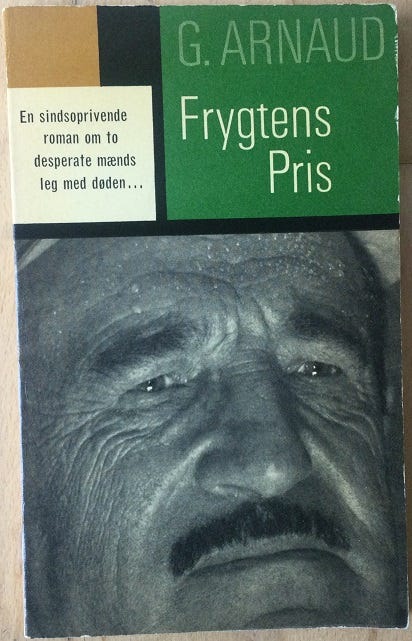 G. ARNAUD
Frygtens
Pris
En sindsoprivende
roman om to
desperate mænds
leg med døden...